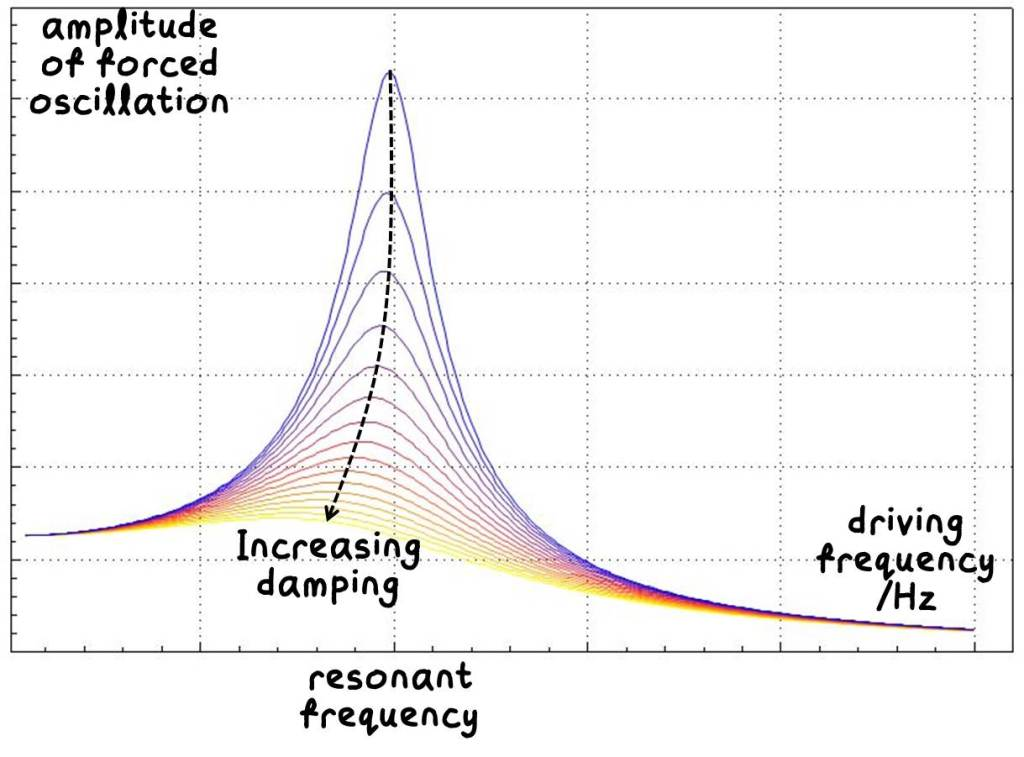 amplitude
of forced
oscillation
Increasing
damping
driving
frequency
/Hz
resonant
frequency